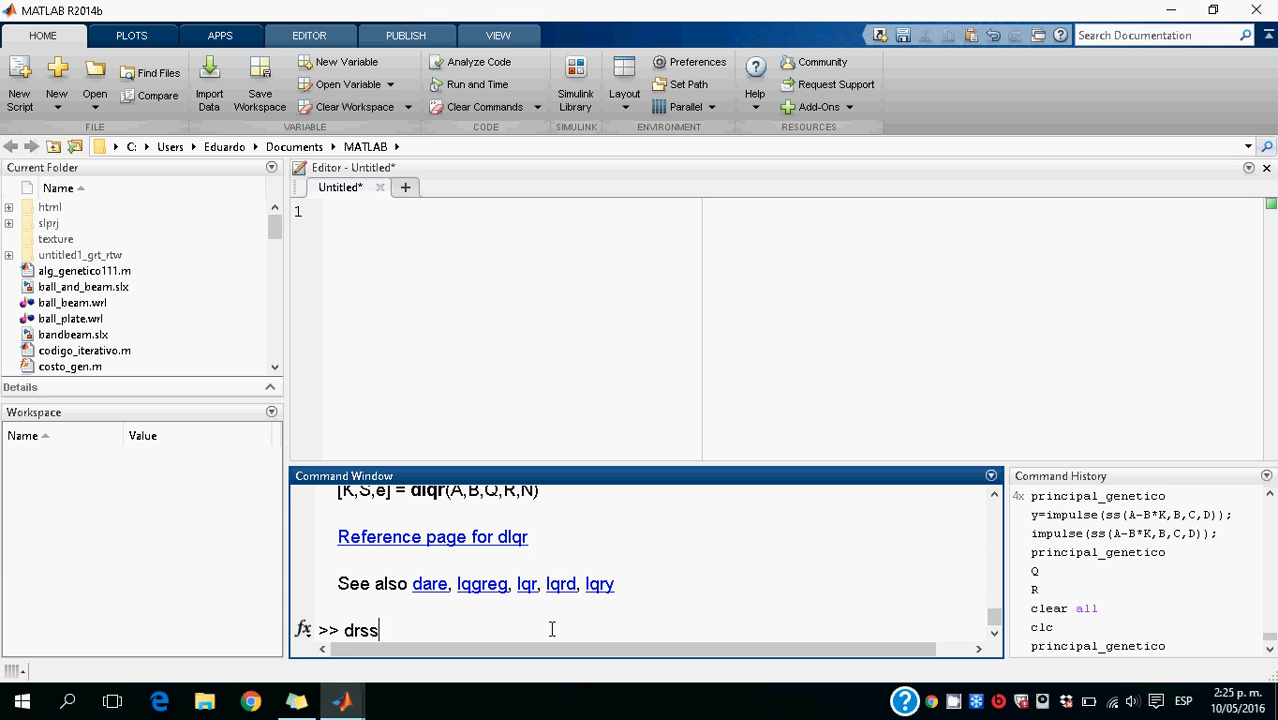 MATLAB R2014b
HOME PLOTS APPS EDITOR PUBLISH VIEW
Search Documentation
New Script
New
Open
Find Files
Compare
Import Data
Save Workspace
New Variable
Open Variable
Clear Workspace
Analyze Code
Run and Time
Clear Commands
Simulink Library
Layout
Preferences
Set Path
Parallel
Help
Community
Request Support
Add-Ons
FILE VARIABLE CODE SIMULINK ENVIRONMENT RESOURCES
C: Users Eduardo Documents MATLAB
Current Folder
Name
html
slprj
texture
untitled1_grt_rtw
alg_genetico111.m
ball_and_beam.slx
ball_beam.wrl
ball_plate.wrl
bandbeam.slx
codigo_iterativo.m
costo_gen.m
Details
Workspace
Name Value
Editor - Untitled*
Untitled*
1
Command Window
[K,S,e] = dlqr(A,B,Q,R,N)
Reference page for dlqr
See also dare, lqgreg, lqr, lqrd, lqry
fx >> drss
Command History
4x principal_genetico
y=impulse(ss(A-B*K,B,C,D));
impulse(ss(A-B*K,B,C,D));
principal_genetico
Q
R
clear all
clc
principal_genetico
ESP
2:25 p. m.
10/05/2016